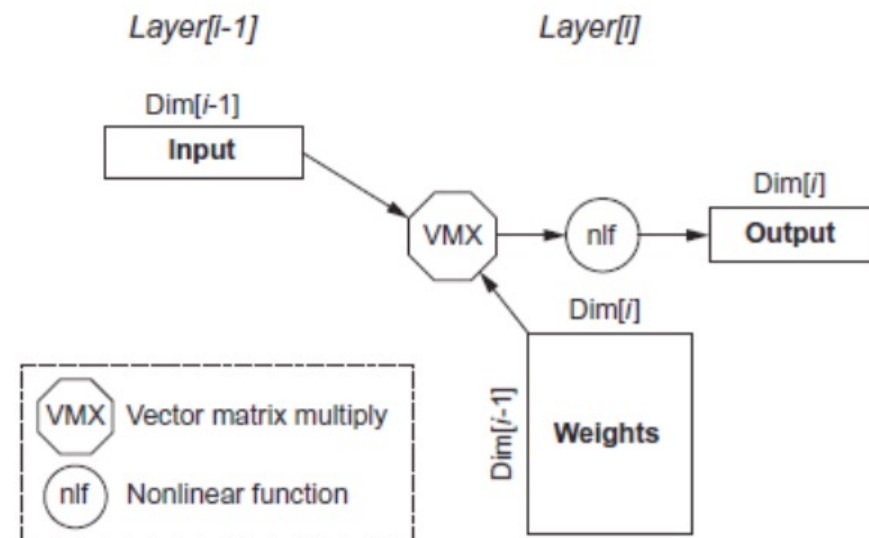 Layer[i-1]
Layer[i]
Dim[i-1]
Input
VMX
nlf
Dim[i]
Output
Dim[i]
Dim[i-1]
Weights
VMX Vector matrix multiply
nlf Nonlinear function